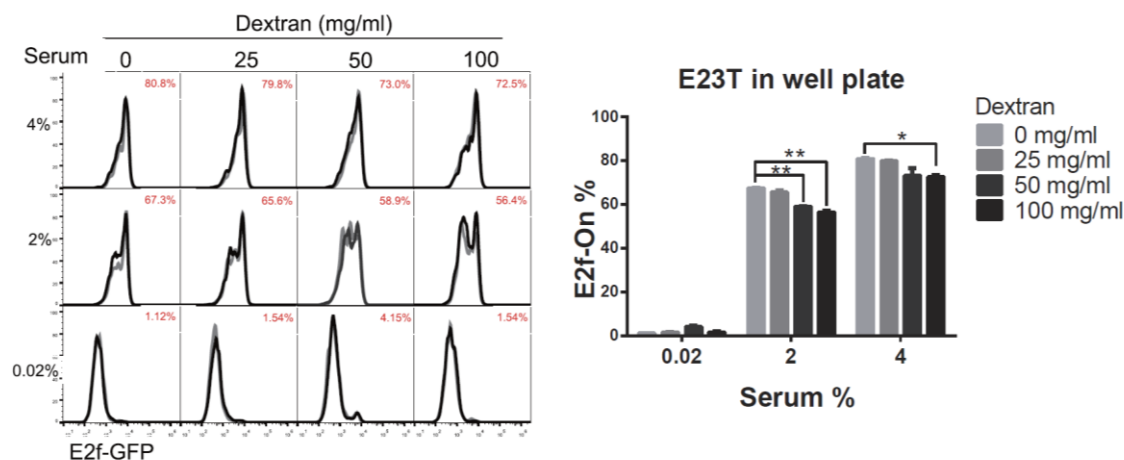 Dextran (mg/ml)
Serum 0 25 50 100
4% 80.8% 79.8% 73.0% 72.5%
2% 67.3% 65.6% 58.9% 56.4%
0.02% 1.12% 1.54% 4.15% 1.54%
E2f-GFP
E23T in well plate
Dextran
0 mg/ml
25 mg/ml
50 mg/ml
100 mg/ml
E2f-On %
100
80
60
40
20
0
** ** *
0.02 2 4
Serum %